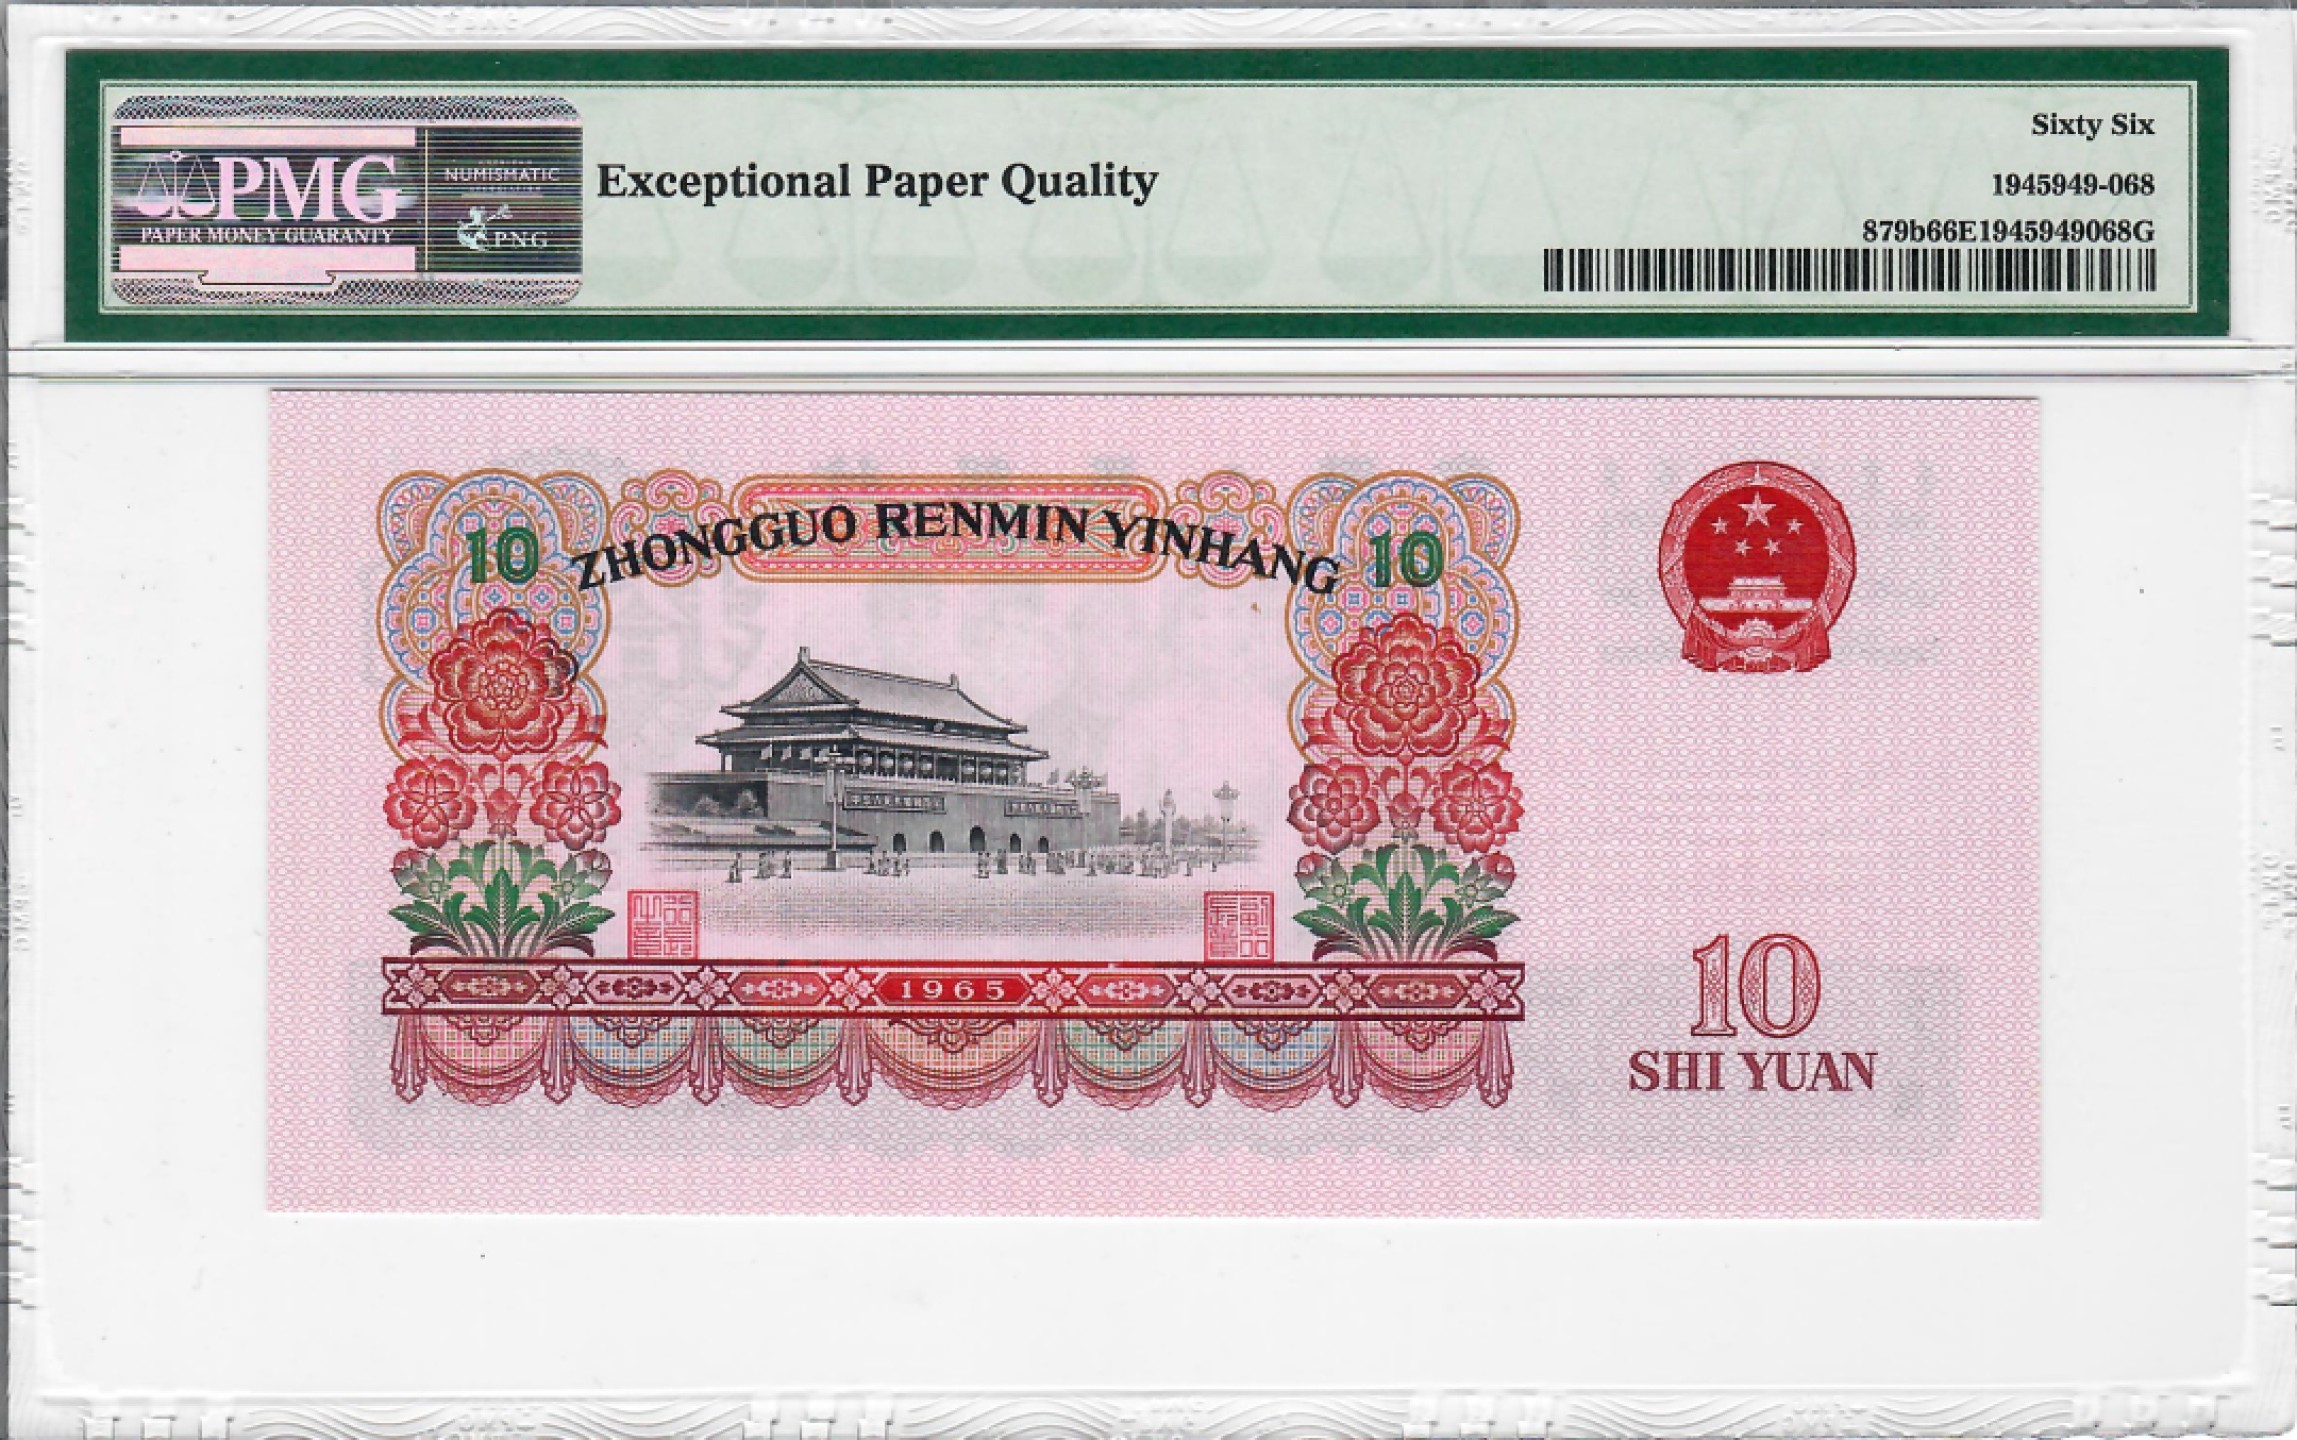 PMG
PAPER MONEY GUARANTY
NUMISMATIC
PNG
Exceptional Paper Quality
Sixty Six
1945949-068
879b66E1945949068G
10 ZHONGGUO RENMIN YINHANG 10
1965
10
SHI YUAN